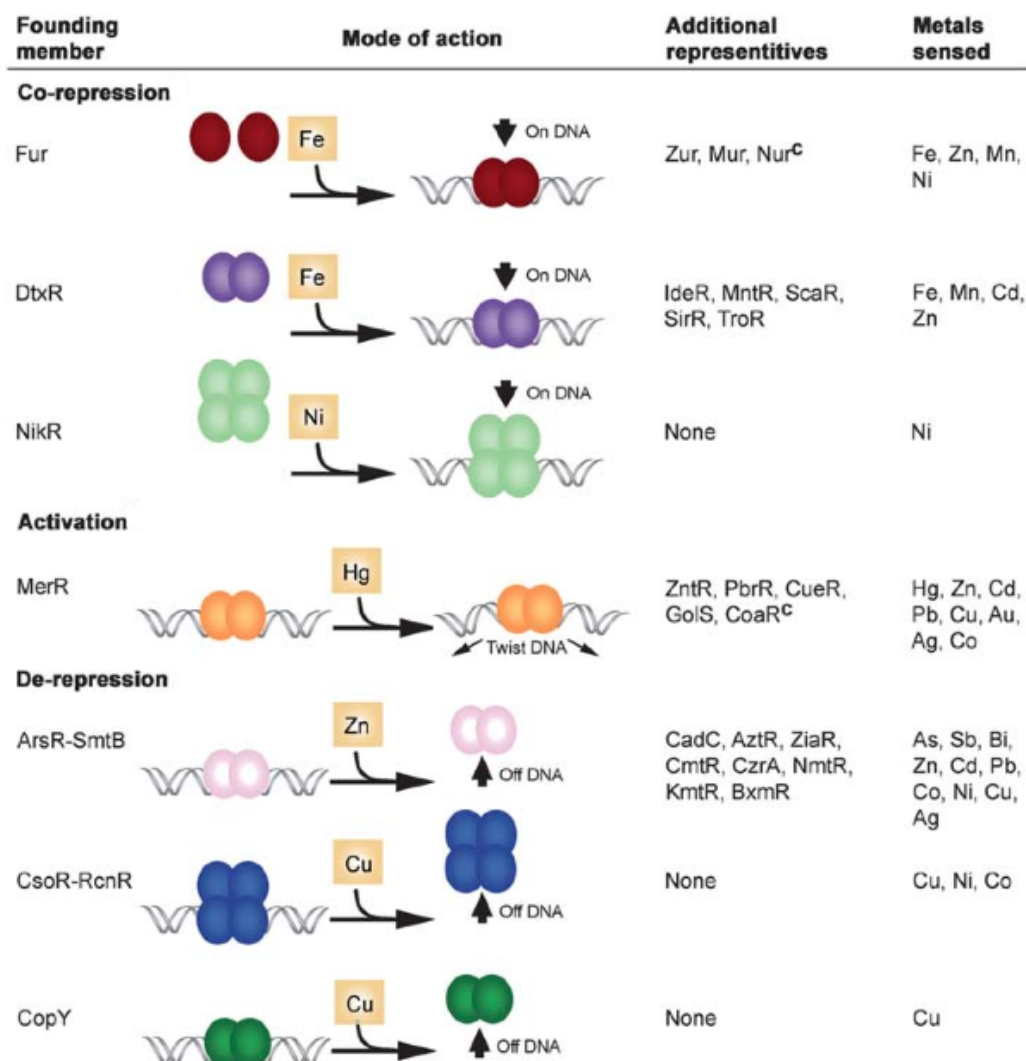 Founding member
Mode of action
Additional representitives
Metals sensed
Co-repression
Fur
Fe
On DNA
Zur, Mur, Nurᶜ
Fe, Zn, Mn,
Ni
DtxR
Fe
On DNA
IdeR, MntR, ScaR,
SirR, TroR
Fe, Mn, Cd,
Zn
NikR
Ni
On DNA
None
Ni
Activation
MerR
Hg
Twist DNA
ZntR, PbrR, CueR,
GolS, CoaRᶜ
Hg, Zn, Cd,
Pb, Cu, Au,
Ag, Co
De-repression
ArsR-SmtB
Zn
Off DNA
CadC, AztR, ZiaR,
CmtR, CzrA, NmtR,
KmtR, BxmR
As, Sb, Bi,
Zn, Cd, Pb,
Co, Ni, Cu,
Ag
CsoR-RcnR
Cu
Off DNA
None
Cu, Ni, Co
CopY
Cu
Off DNA
None
Cu